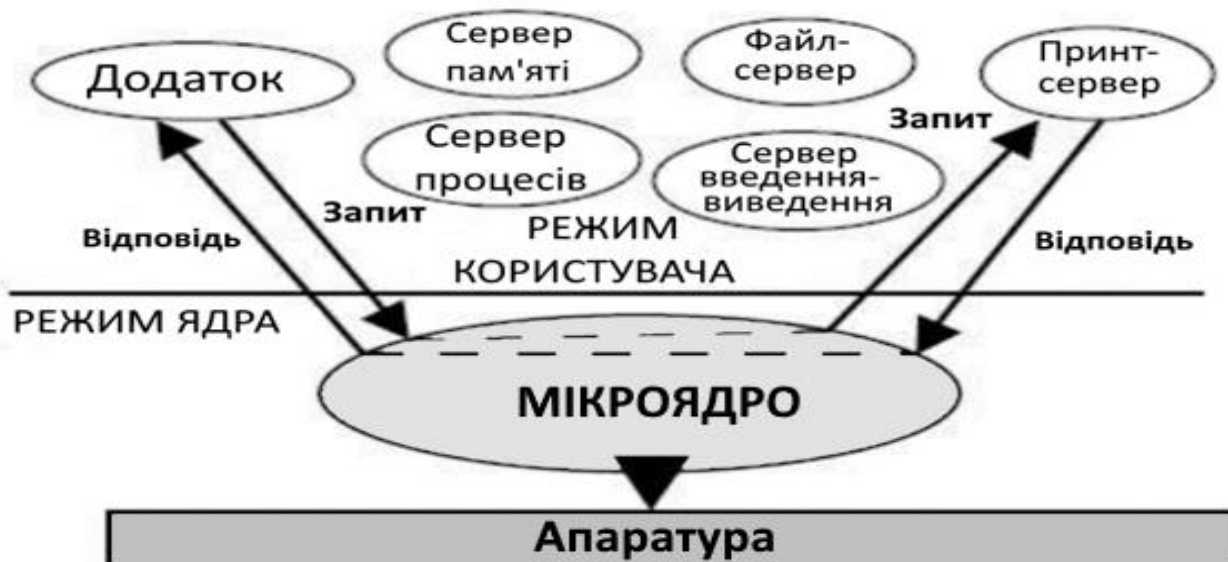 Додаток
Сервер
пам'яті
Файл-
сервер
Принт-
сервер
Сервер
процесів
Сервер
введення-
виведення
Запит
Запит
Відповідь
Відповідь
РЕЖИМ
КОРИСТУВАЧА
РЕЖИМ ЯДРА
МІКРОЯДРО
Апаратура